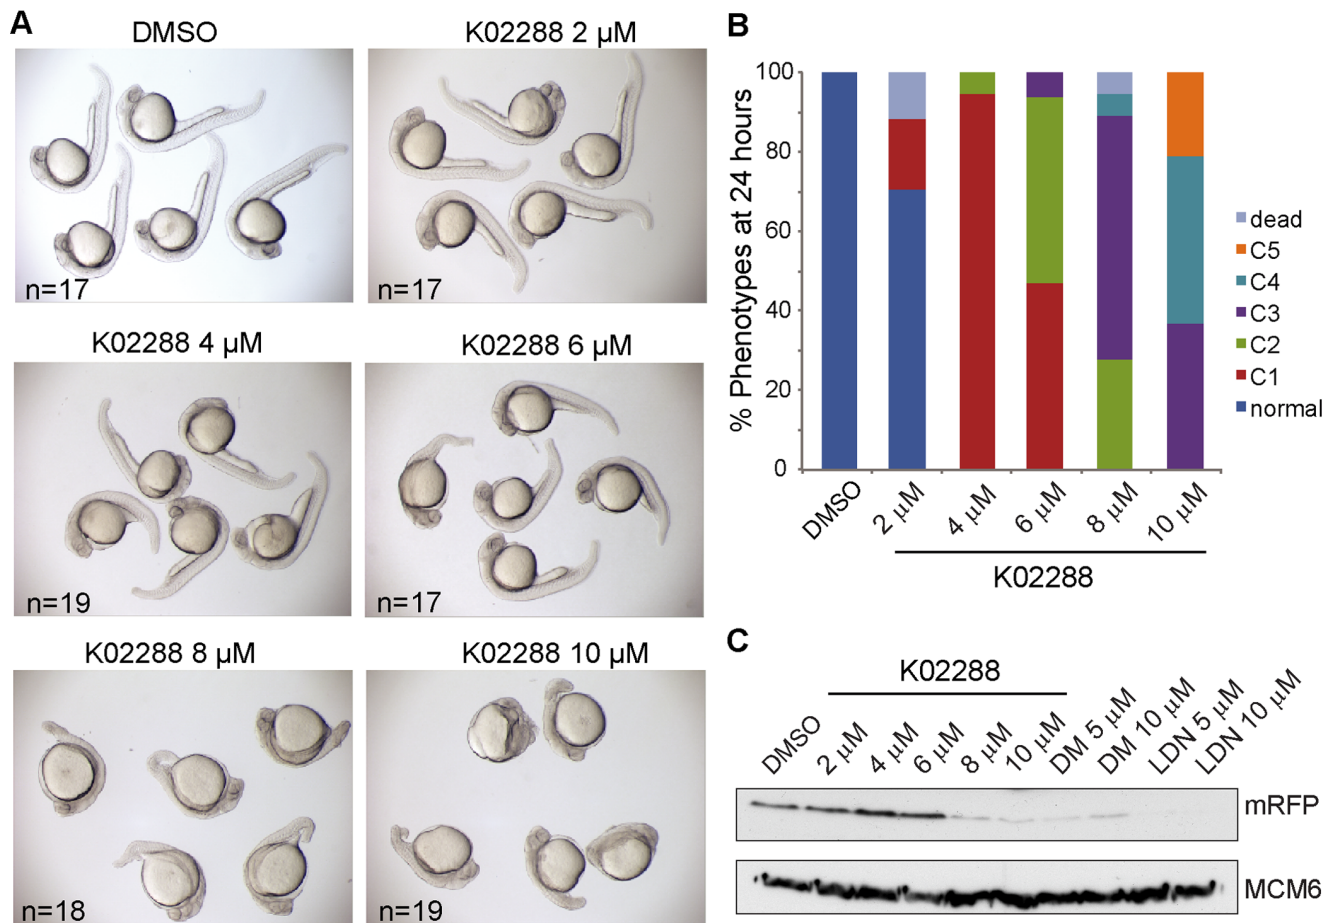 A
DMSO
n=17
K02288 2 µM
n=17
K02288 4 µM
n=19
K02288 6 µM
n=17
K02288 8 µM
n=18
K02288 10 µM
n=19
B
% Phenotypes at 24 hours
100
80
60
40
20
0
DMSO
2 µM
4 µM
6 µM
8 µM
10 µM
K02288
dead
C5
C4
C3
C2
C1
normal
C
K02288
DMSO
2 µM
4 µM
6 µM
8 µM
10 µM
DM 5 µM
DM 10 µM
LDN 5 µM
LDN 10 µM
mRFP
MCM6